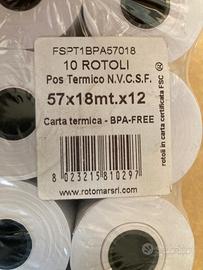 FSPT1BPA57018
10 ROTOLI
Pos Termico N.V.C.S.F.
57x18mt.x12
Carta termica - BPA-FREE
8 023215 810297
www.rotomarsrl.com
rotoli in carta certificata FSC
subito